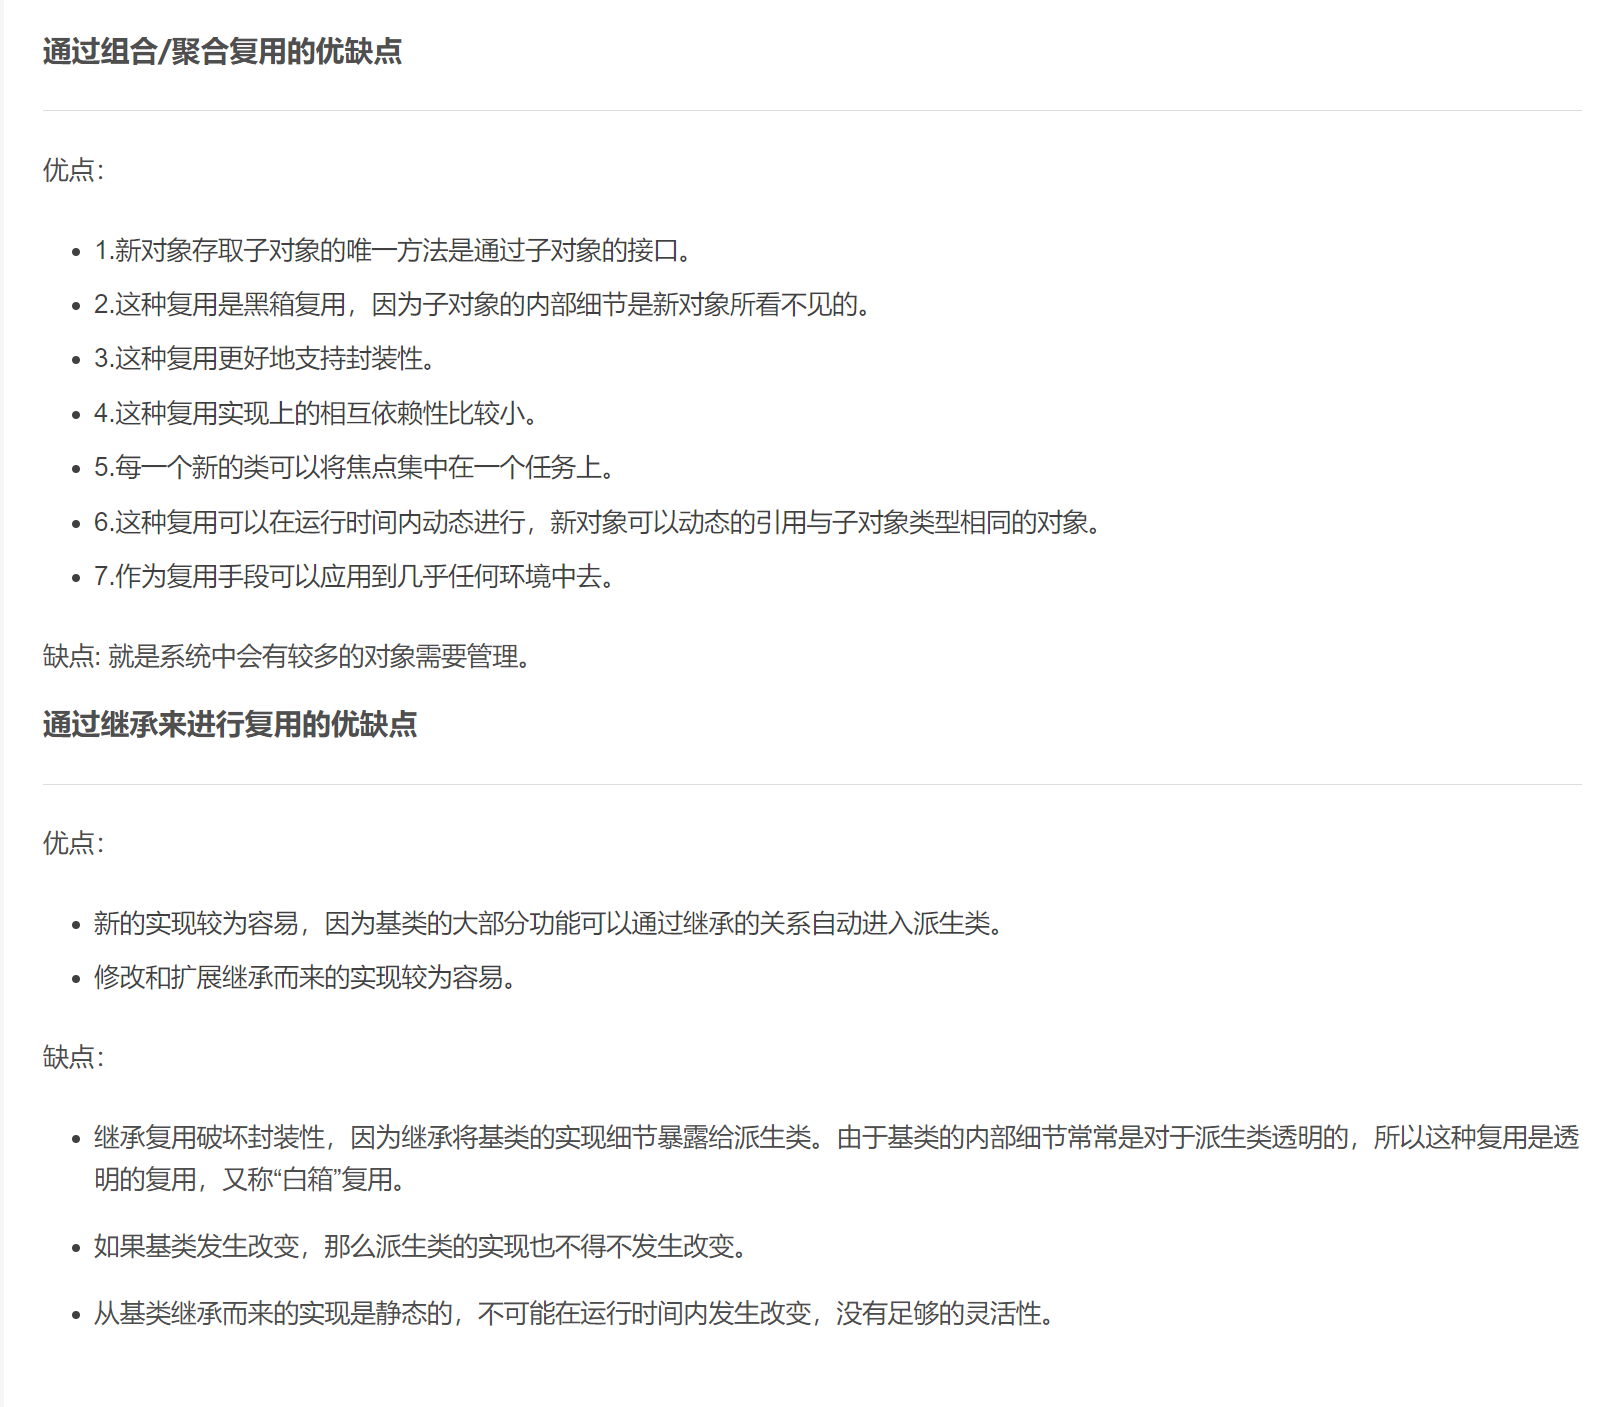 通过组合/聚合复用的优缺点
优点：
1.新对象存取子对象的唯一方法是通过子对象的接口。
2.这种复用是黑箱复用，因为子对象的内部细节是新对象所看不见的。
3.这种复用更好地支持封装性。
4.这种复用实现上的相互依赖性比较小。
5.每一个新的类可以将焦点集中在一个任务上。
6.这种复用可以在运行时间内动态进行，新对象可以动态的引用与子对象类型相同的对象。
7.作为复用手段可以应用到几乎任何环境中去。
缺点: 就是系统中会有较多的对象需要管理。
通过继承来进行复用的优缺点
优点：
新的实现较为容易，因为基类的大部分功能可以通过继承的关系自动进入派生类。
修改和扩展继承而来的实现较为容易。
缺点：
继承复用破坏封装性，因为继承将基类的实现细节暴露给派生类。由于基类的内部细节常常是对于派生类透明的，所以这种复用是透
明的复用，又称“白箱”复用。
如果基类发生改变，那么派生类的实现也不得不发生改变。
从基类继承而来的实现是静态的，不可能在运行时间内发生改变，没有足够的灵活性。